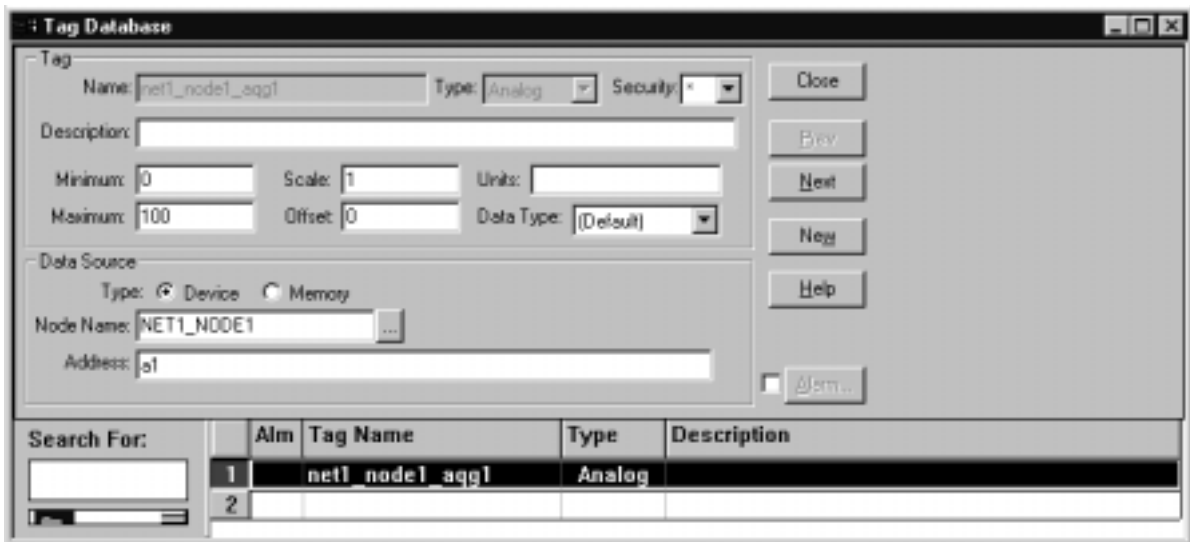 Tag Database
Tag
Name: net1_node1_aqg1 Type: Analog Security: * Close
Description: Prev
Minimum: 0 Scale: 1 Units: Next
Maximum: 100 Offset: 0 Data Type: (Default) New
Data Source
Type: Device Memory Help
Node Name: NET1_NODE1 ...
Address: a1
Alarm...
Search For: Alm Tag Name Type Description
1 net1_node1_aqg1 Analog
2